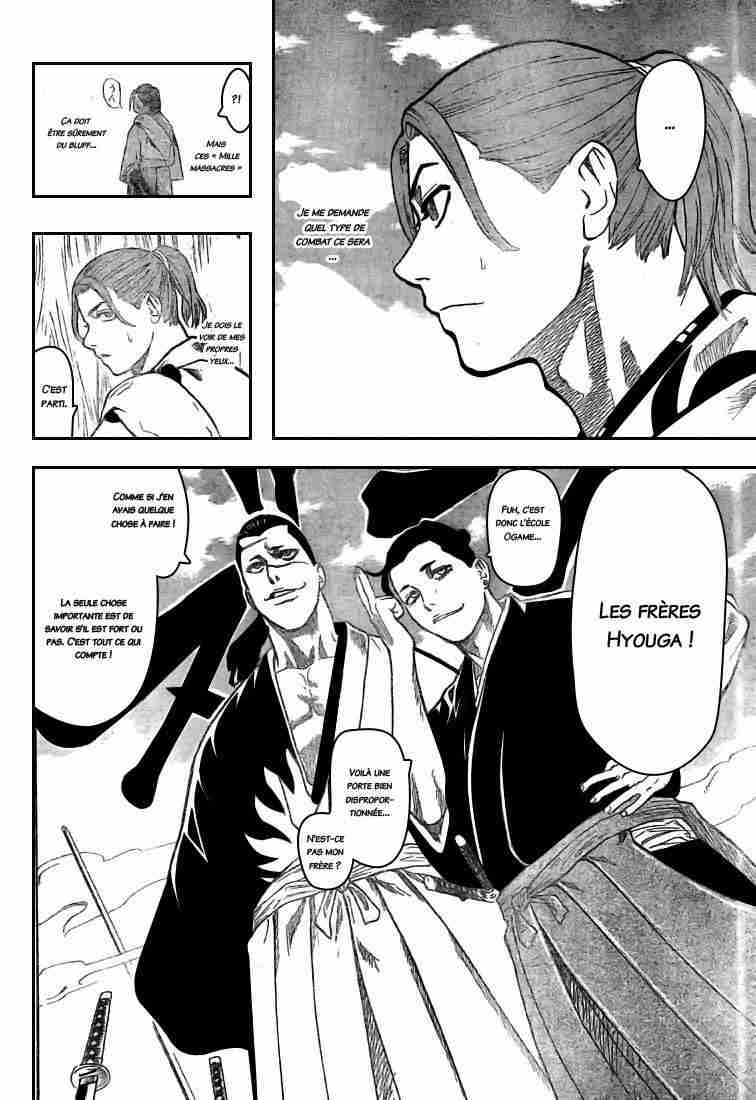 ...
JE ME DEMANDE
QUEL TYPE DE
COMBAT CE SERA
...
?!
MAIS
CES « MILLE
MASSACRES »
ÇA DOIT
ÊTRE SÛREMENT
DU BLUFF...
JE DOIS LE
VOIR DE MES
PROPRES
YEUX...
C'EST
PARTI.
LES FRÈRES
HYOUGA !
FUH, C'EST
DONC L'ÉCOLE
OGAME...
COMME SI J'EN
AVAIS QUELQUE
CHOSE À FAIRE !
LA SEULE CHOSE
IMPORTANTE EST DE
SAVOIR S'IL EST FORT OU
PAS. C'EST TOUT CE QUI
COMPTE !
VOILÀ UNE
PORTE BIEN
DISPROPOR-
TIONNÉE...
N'EST-CE
PAS MON
FRÈRE ?